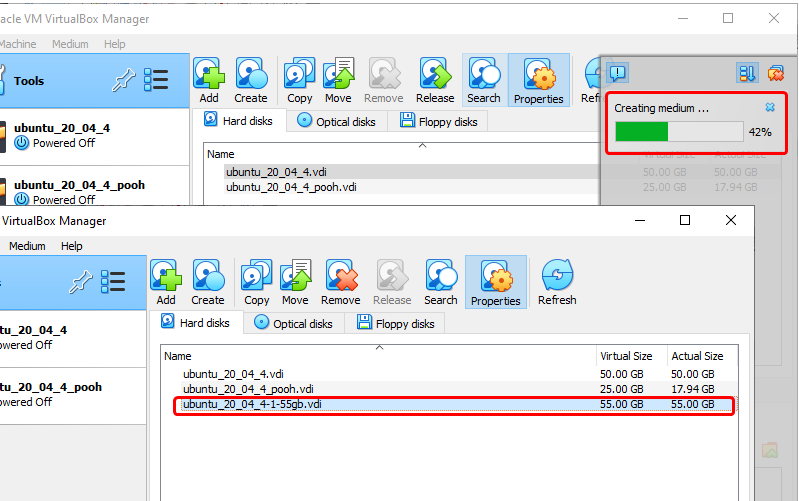 acle VM VirtualBox Manager
Machine Medium Help
Tools
Add Create Copy Move Remove Release Search Properties Refr
Creating medium ...
42%
Hard disks Optical disks Floppy disks
ubuntu_20_04_4
Powered Off
Name Virtual Size Actual Size
ubuntu_20_04_4.vdi 50.00 GB 50.00 GB
ubuntu_20_04_4_pooh
ubuntu_20_04_4_pooh.vdi 25.00 GB 17.94 GB
Powered Off
VirtualBox Manager
Medium Help
s
Add Create Copy Move Remove Release Search Properties Refresh
Hard disks Optical disks Floppy disks
ntu_20_04_4
owered Off
Name Virtual Size Actual Size
ubuntu_20_04_4.vdi 50.00 GB 50.00 GB
ntu_20_04_4_pooh
ubuntu_20_04_4_pooh.vdi 25.00 GB 17.94 GB
owered Off
ubuntu_20_04_4-1-55gb.vdi 55.00 GB 55.00 GB